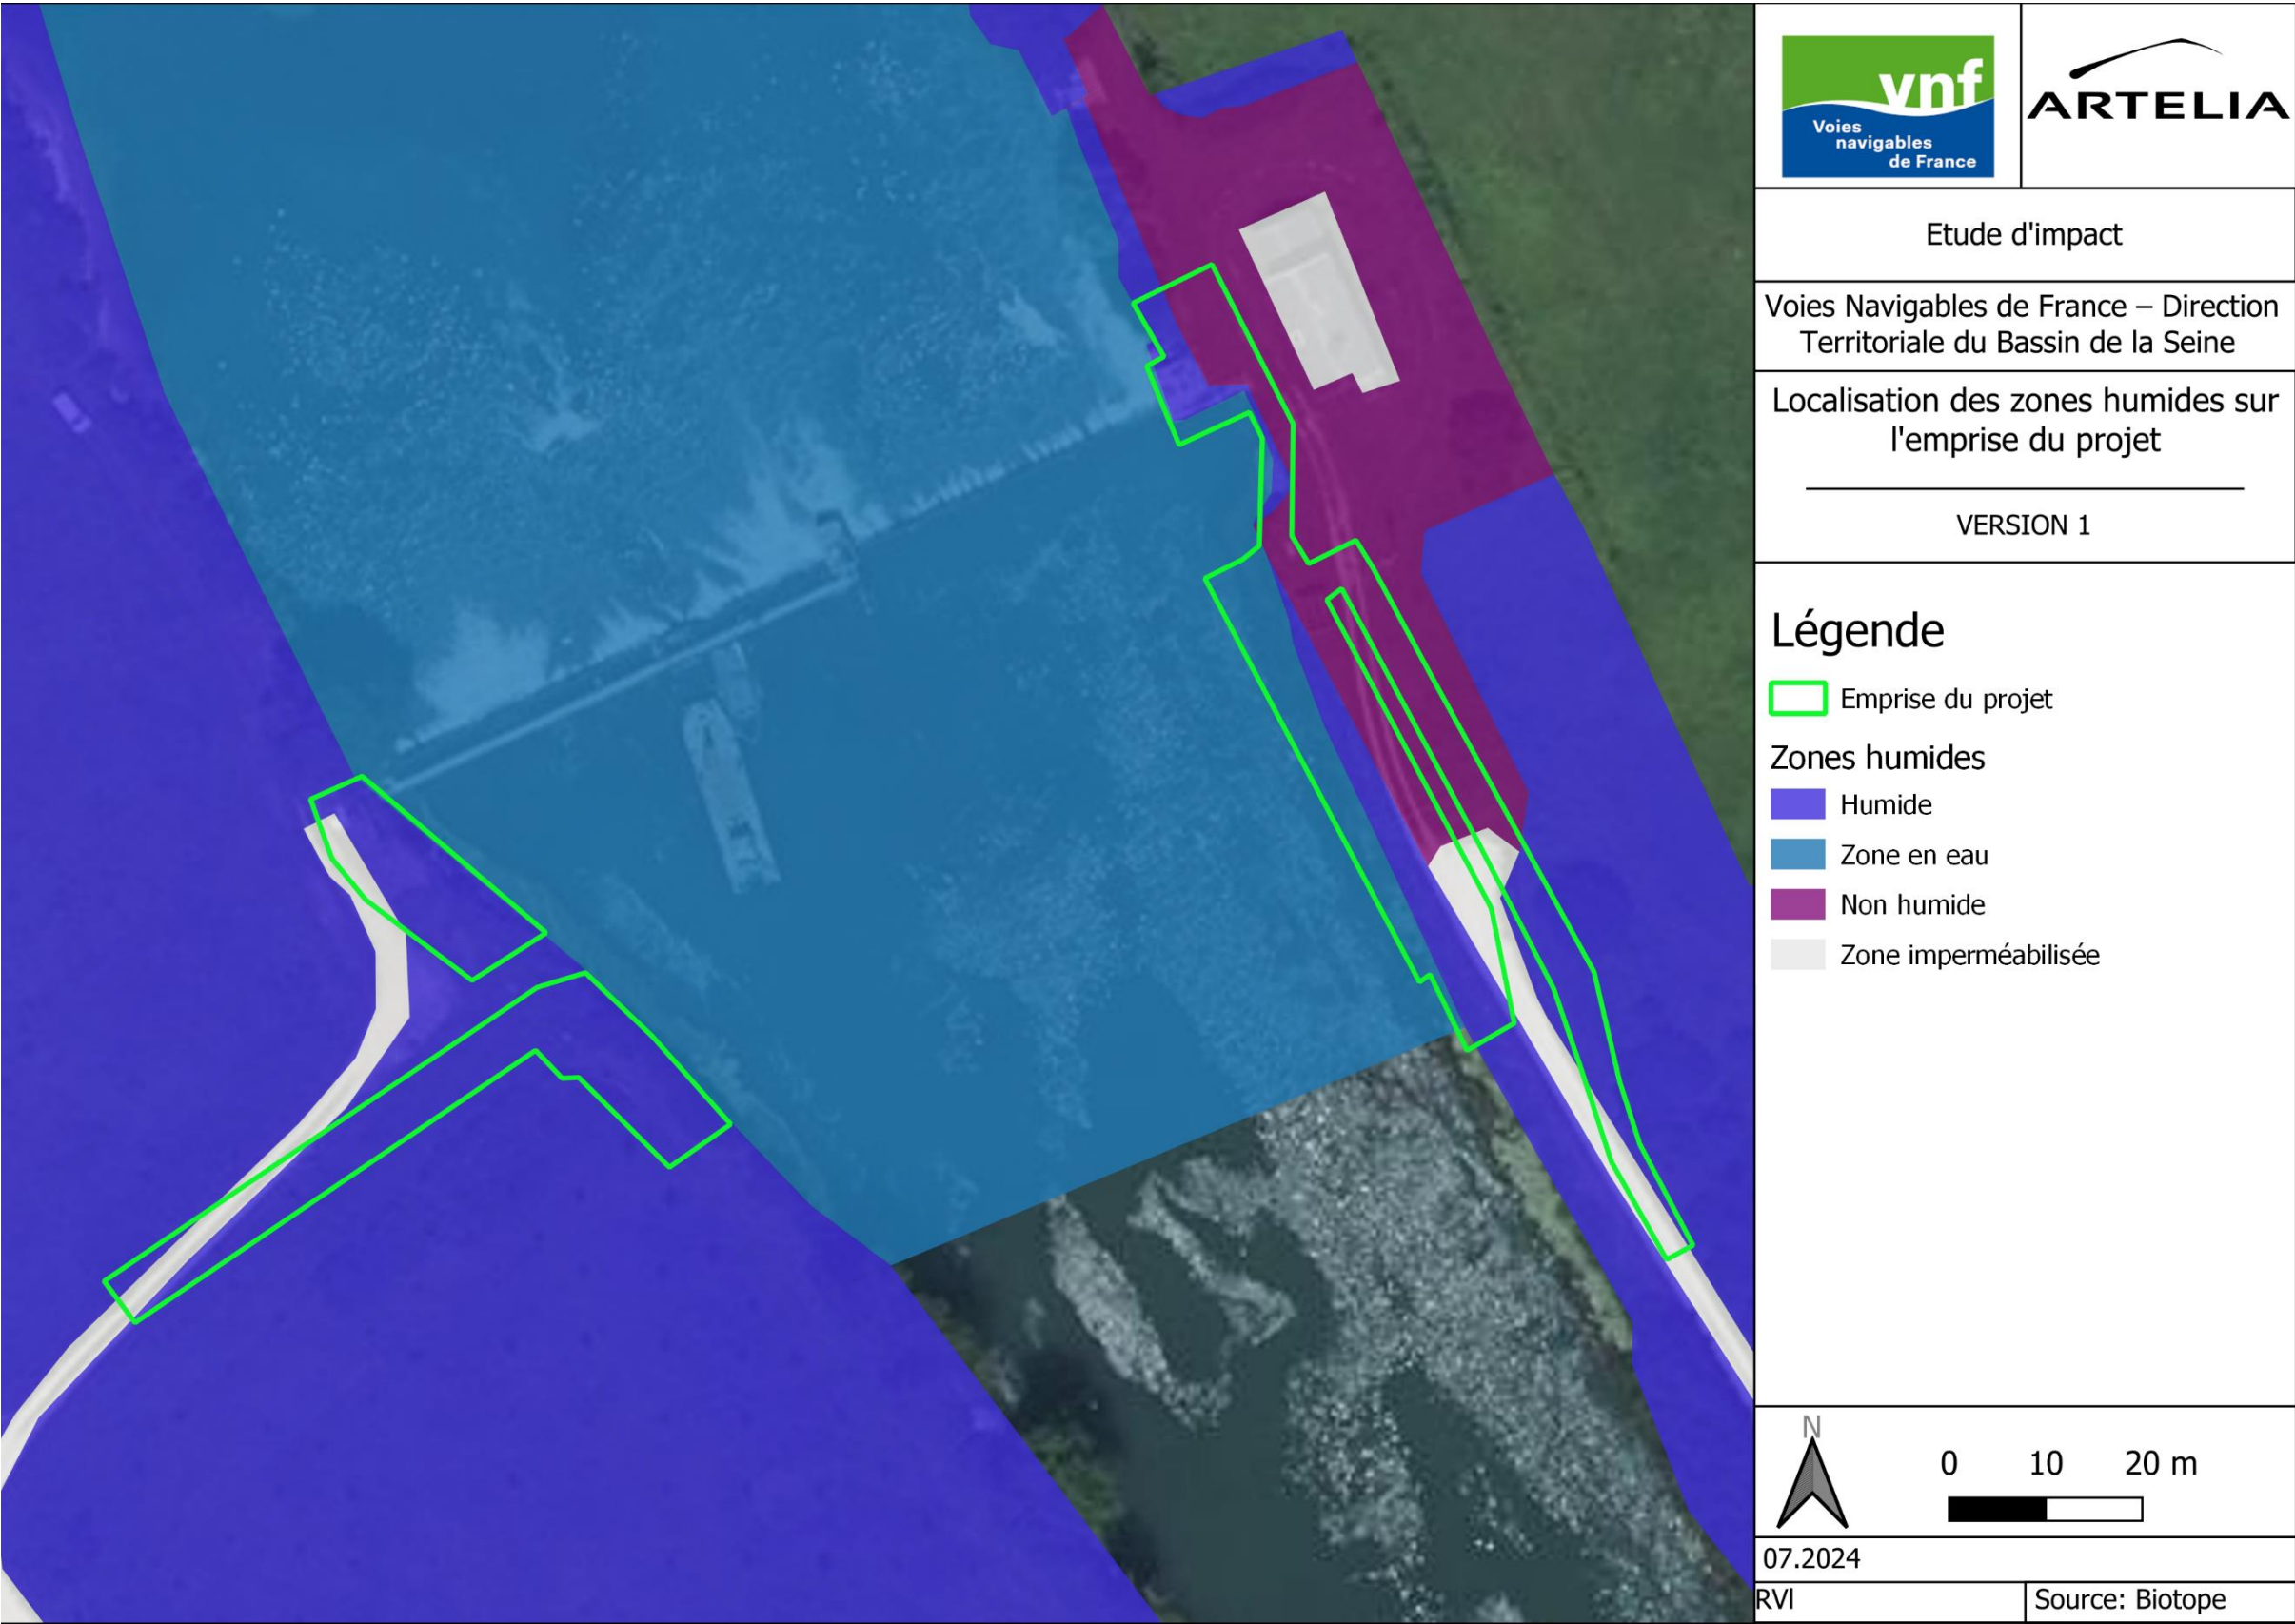 vnf
Voies
navigables
de France
ARTELIA
Etude d'impact
Voies Navigables de France – Direction
Territoriale du Bassin de la Seine
Localisation des zones humides sur
l'emprise du projet
VERSION 1
Légende
Emprise du projet
Zones humides
Humide
Zone en eau
Non humide
Zone imperméabilisée
N
0 10 20 m
07.2024
RVl
Source: Biotope